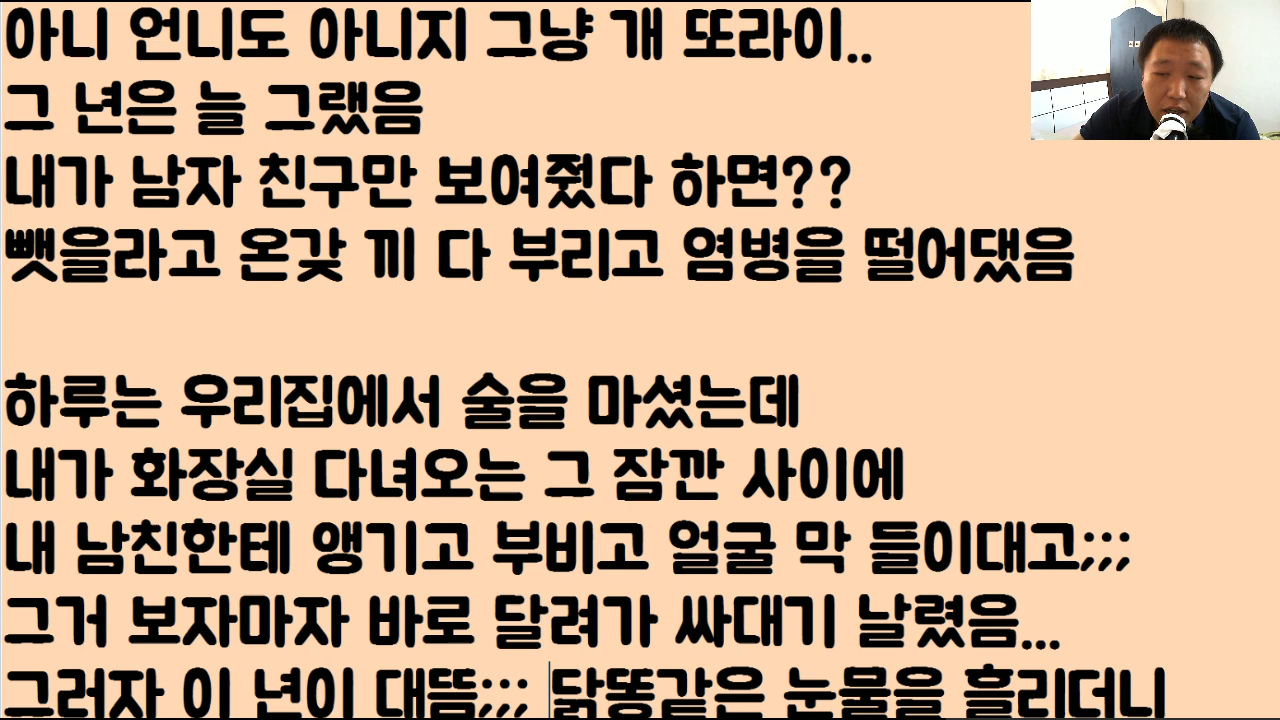 아니 언니도 아니지 그냥 개 또라이..
그 년은 늘 그랬음
내가 남자 친구만 보여줬다 하면??
뺏을라고 온갖 끼 다 부리고 염병을 떨어댔음
하루는 우리집에서 술을 마셨는데
내가 화장실 다녀오는 그 잠깐 사이에
내 남친한테 앵기고 부비고 얼굴 막 들이대고;;;
그거 보자마자 바로 달려가 싸대기 날렸음...
그러자 이 년이 대뜸;;; 닭똥같은 눈물을 흘리더니